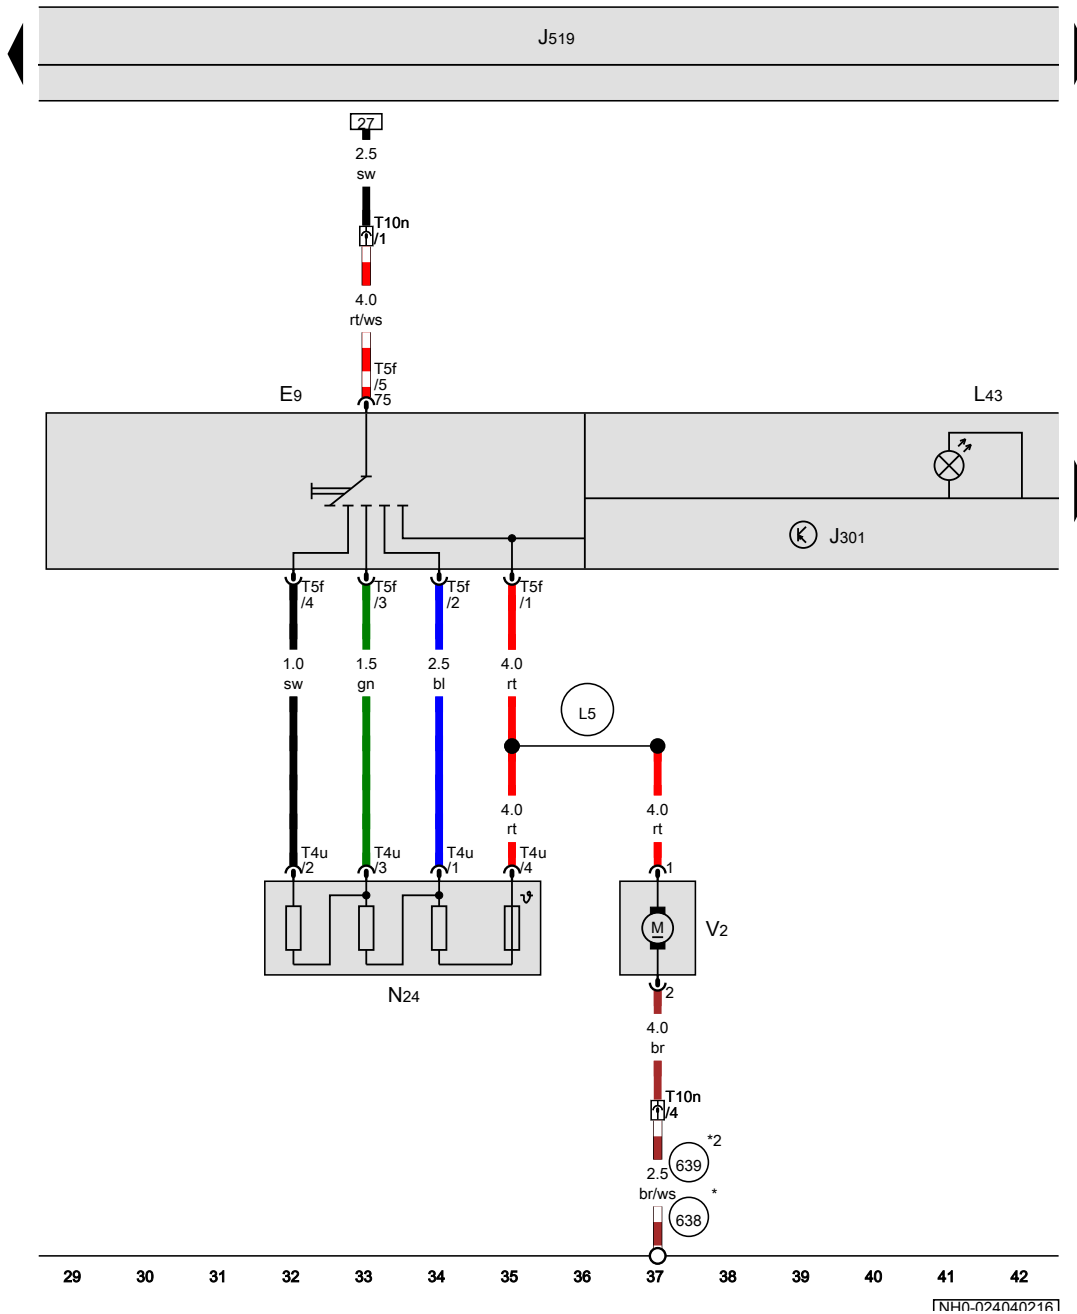 J519
27
2.5
sw
T10n
/1
4.0
rt/ws
T5f
/5
75
E9
L43
J301
T5f
/4
T5f
/3
T5f
/2
T5f
/1
1.0
sw
1.5
gn
2.5
bl
4.0
rt
L5
4.0
rt
4.0
rt
T4u
/2
T4u
/3
T4u
/1
T4u
/4
1
ϑ
M
V2
N24
2
4.0
br
T10n
/4
*2
639
2.5
br/ws
*
638
29 30 31 32 33 34 35 36 37 38 39 40 41 42
NH0-024040216